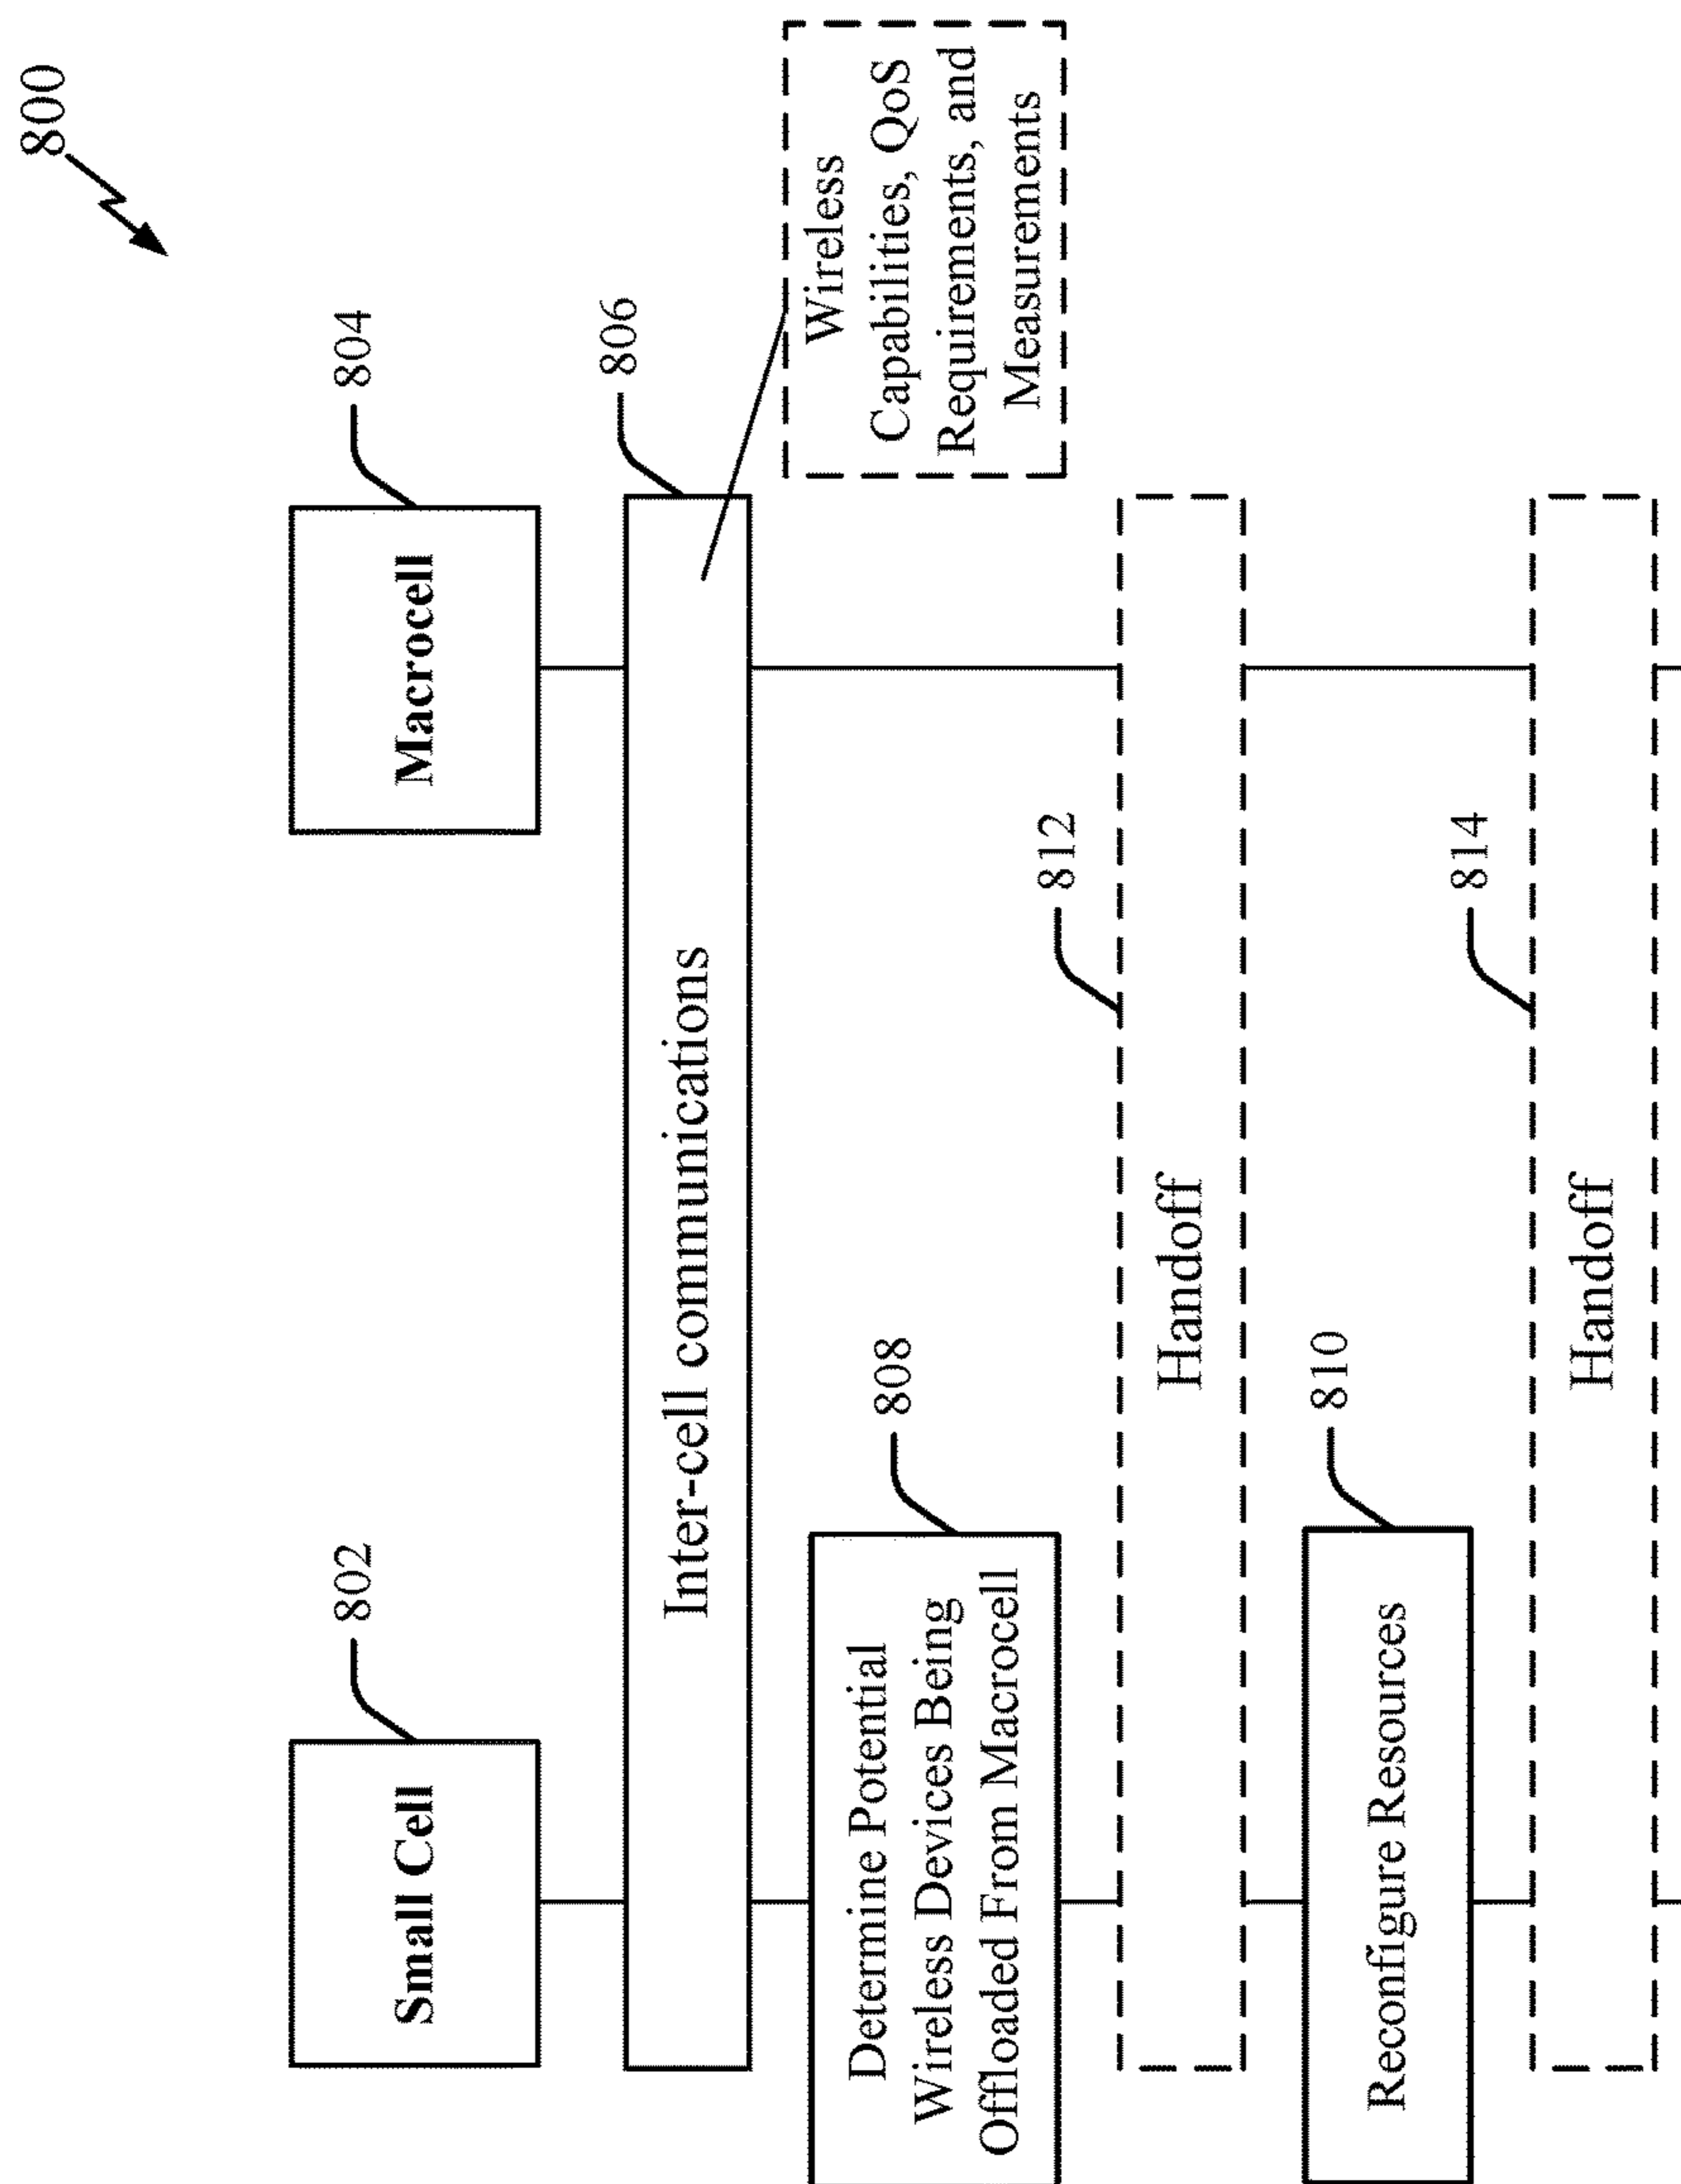 800
802
Small Cell
804
Macrocell
806
Inter-cell communications
Wireless
Capabilities, QoS
Requirements, and
Measurements
808
Determine Potential
Wireless Devices Being
Offloaded From Macrocell
812
Handoff
810
Reconfigure Resources
814
Handoff